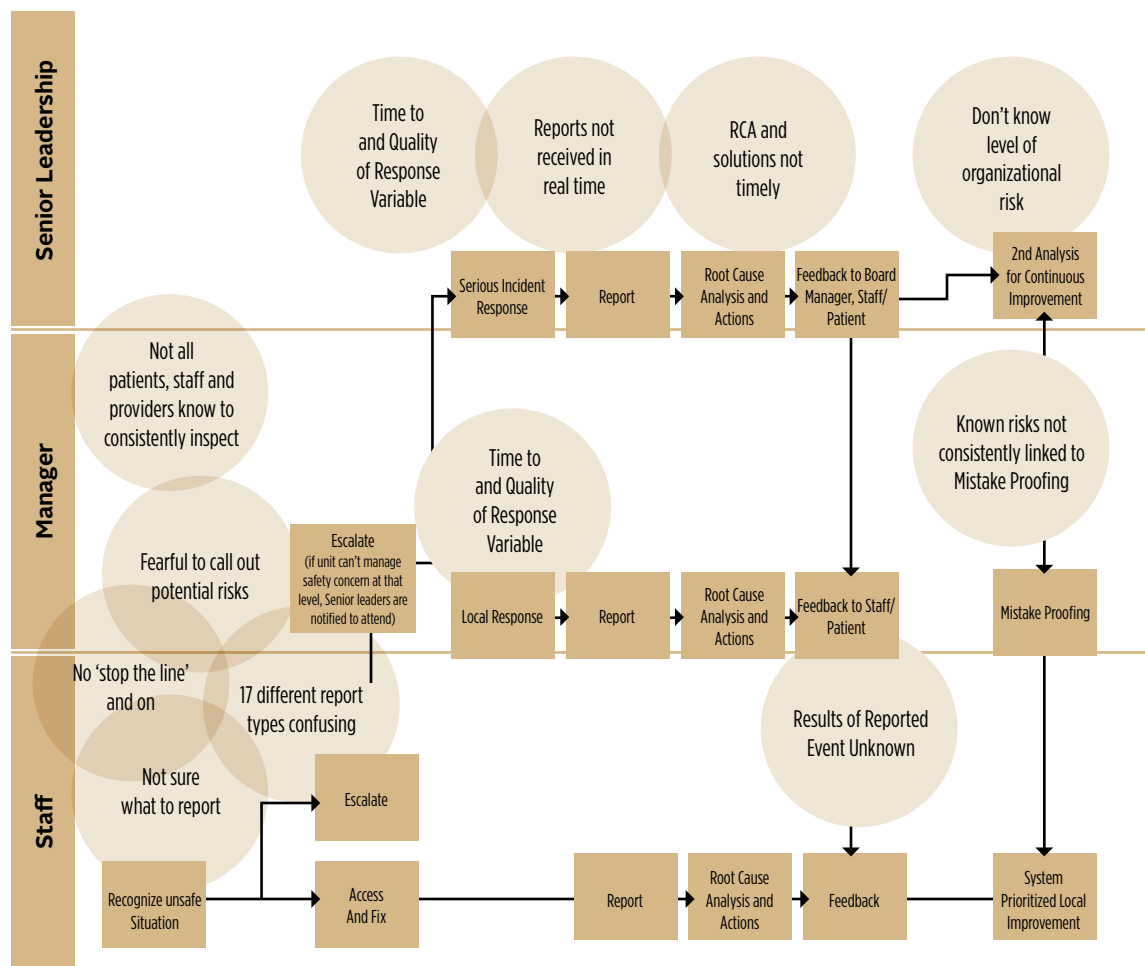 Senior Leadership
Time to
and Quality
of Response
Variable
Reports not
received in
real time
RCA and
solutions not
timely
Don't know
level of
organizational
risk
Serious Incident
Response
Report
Root Cause
Analysis and
Actions
Feedback to Board
Manager, Staff/
Patient
2nd Analysis
for Continuous
Improvement
Manager
Not all
patients, staff and
providers know to
consistently inspect
Fearful to call out
potential risks
Escalate
(if unit can't manage
safety concern at that
level, Senior leaders are
notified to attend)
Time to
and Quality
of Response
Variable
Known risks not
consistently linked to
Mistake Proofing
Local Response
Report
Root Cause
Analysis and
Actions
Feedback to Staff/
Patient
Mistake Proofing
Staff
No 'stop the line'
and on
17 different report
types confusing
Not sure
what to report
Results of Reported
Event Unknown
Escalate
Recognize unsafe
Situation
Access
And Fix
Report
Root Cause
Analysis and
Actions
Feedback
System
Prioritized Local
Improvement